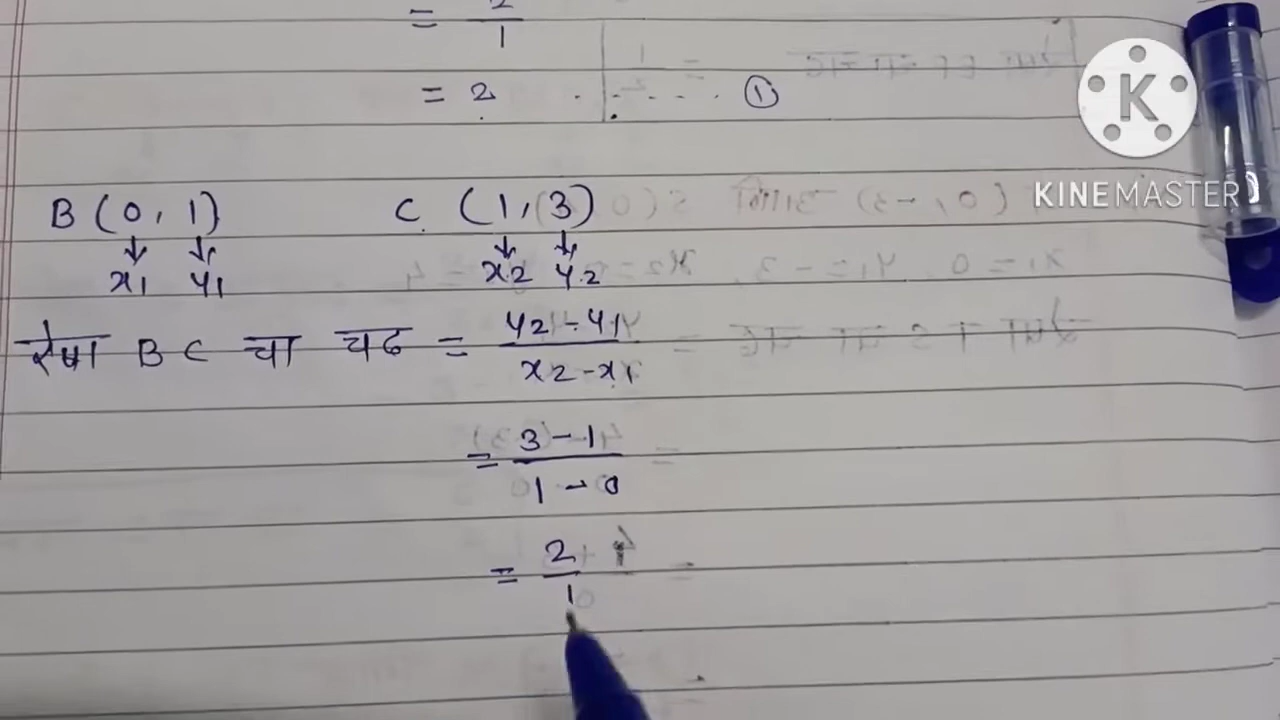 = 2/1
= 2 . . . . . . ①
K
KINEMASTER
B (0, 1) C (1, 3)
↓ ↓ ↓ ↓
x1 y1 x2 y2
रेषा BC चा चढ = y2 - y1 / x2 - x1
= 3 - 1 / 1 - 0
= 2 / 1